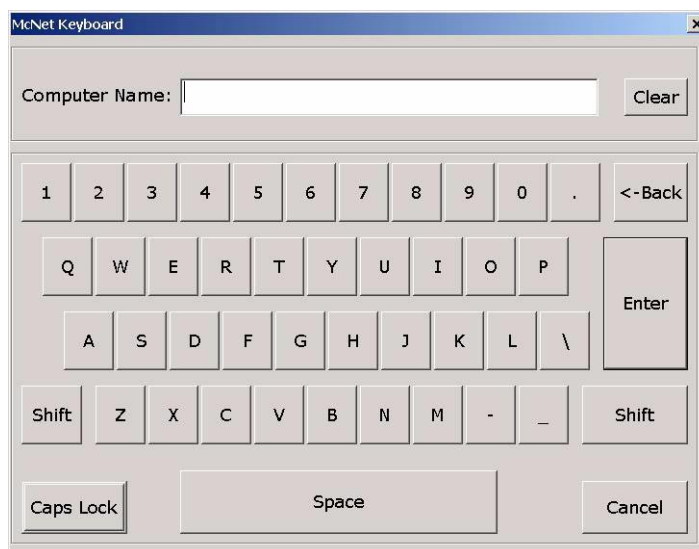 McNet Keyboard
Computer Name: Clear
1 2 3 4 5 6 7 8 9 0 . <-Back
Q W E R T Y U I O P Enter
A S D F G H J K L \
Shift Z X C V B N M - _ Shift
Caps Lock Space Cancel